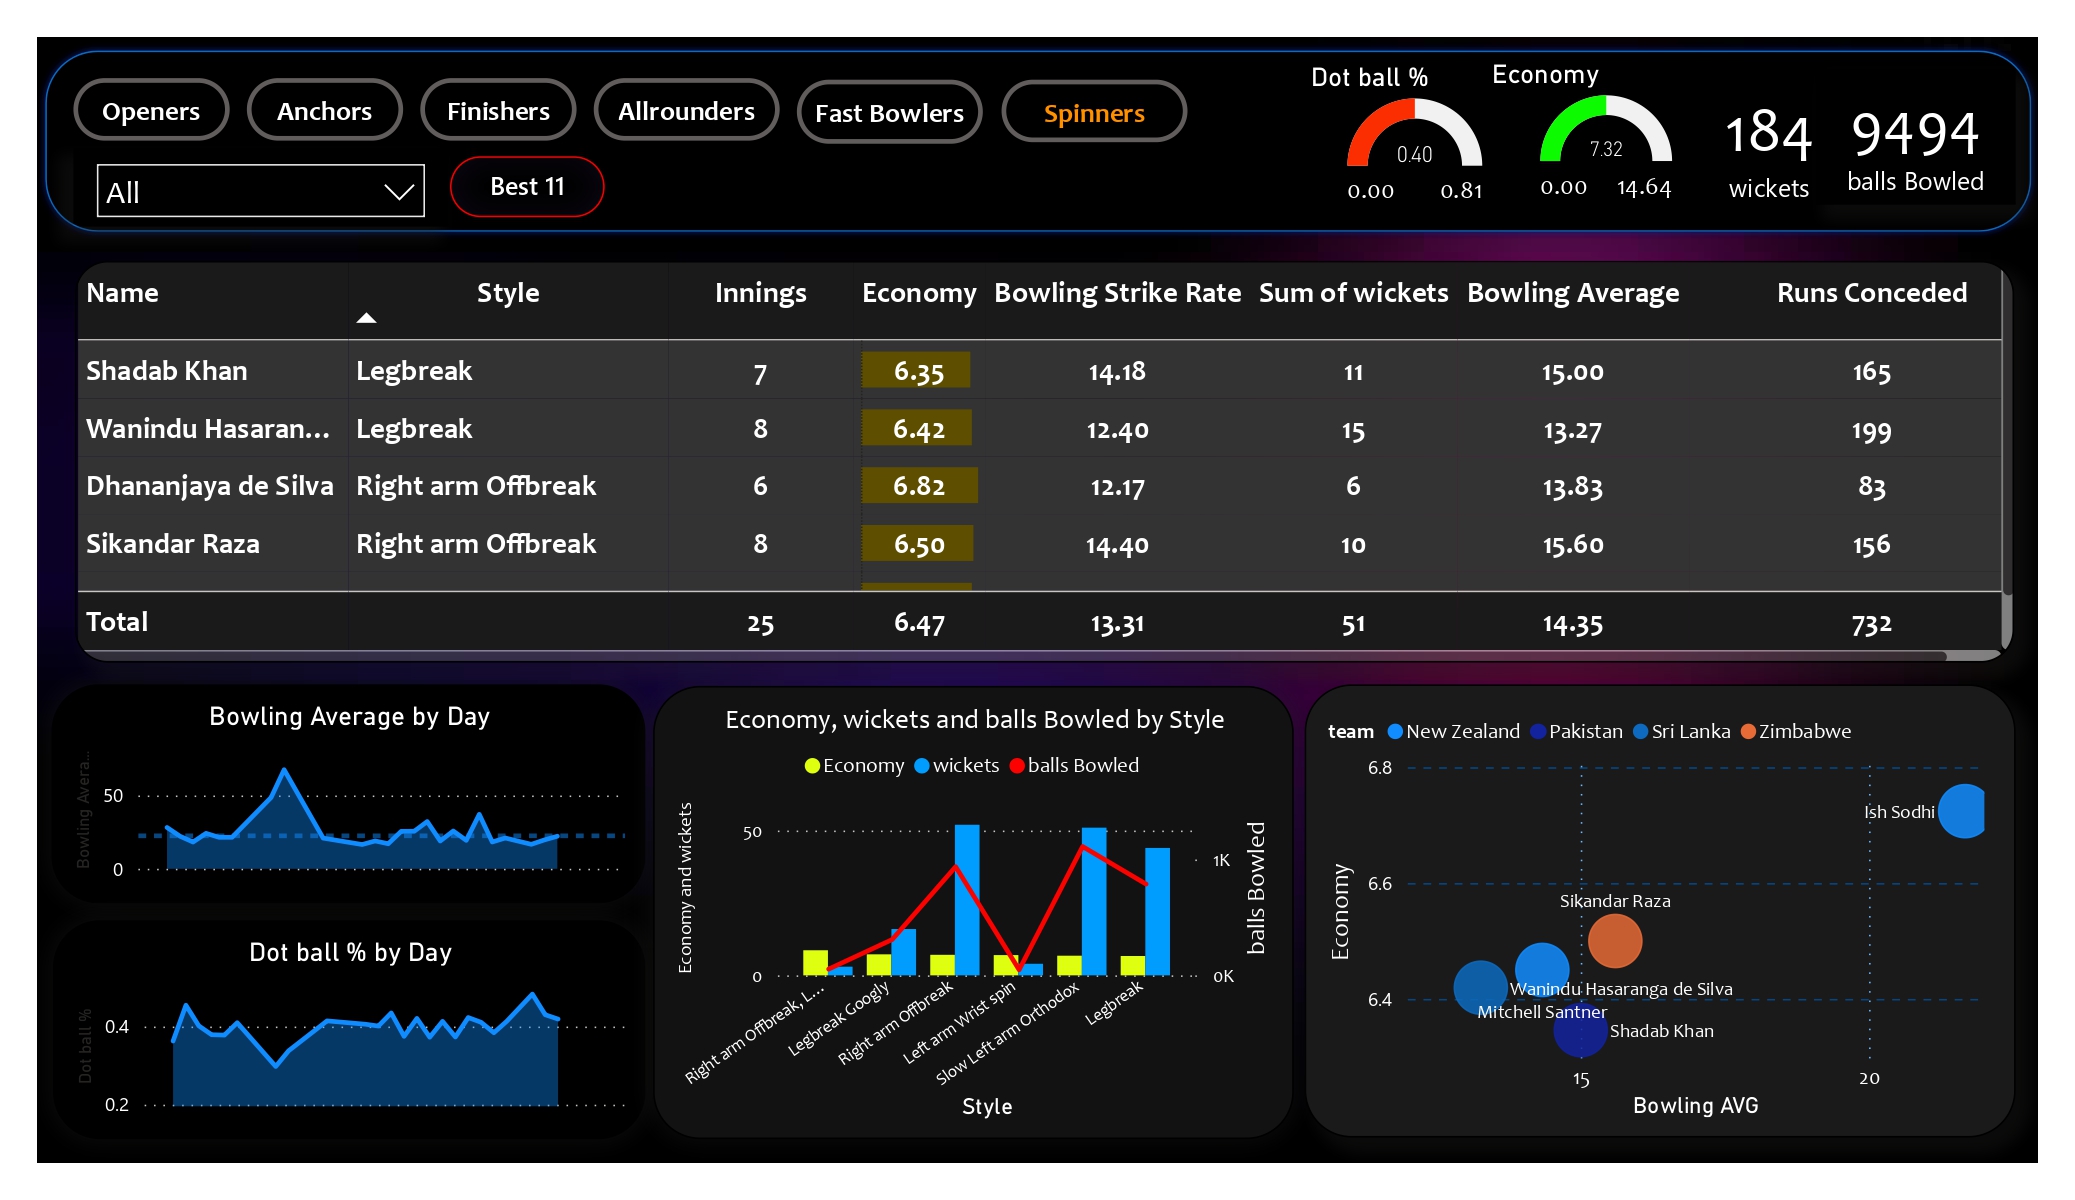 Openers Anchors Finishers Allrounders Fast Bowlers Spinners
All Best 11
Dot ball % Economy
0.40 7.32 184 9494
0.00 0.81 0.00 14.64 wickets balls Bowled
Name Style Innings Economy Bowling Strike Rate Sum of wickets Bowling Average Runs Conceded
Shadab Khan Legbreak 7 6.35 14.18 11 15.00 165
Wanindu Hasaran... Legbreak 8 6.42 12.40 15 13.27 199
Dhananjaya de Silva Right arm Offbreak 6 6.82 12.17 6 13.83 83
Sikandar Raza Right arm Offbreak 8 6.50 14.40 10 15.60 156
Total 25 6.47 13.31 51 14.35 732
Bowling Average by Day
Bowling Avera...
50
0
Dot ball % by Day
Dot ball %
0.4
0.2
Economy, wickets and balls Bowled by Style
Economy wickets balls Bowled
Economy and wickets
50
0
1K
0K
balls Bowled
Right arm Offbreak, L...
Legbreak Googly
Right arm Offbreak
Left arm Wrist spin
Slow Left arm Orthodox
Legbreak
Style
team New Zealand Pakistan Sri Lanka Zimbabwe
Economy
6.8
6.6
6.4
Ish Sodhi
Sikandar Raza
Wanindu Hasaranga de Silva
Mitchell Santner
Shadab Khan
15 20
Bowling AVG